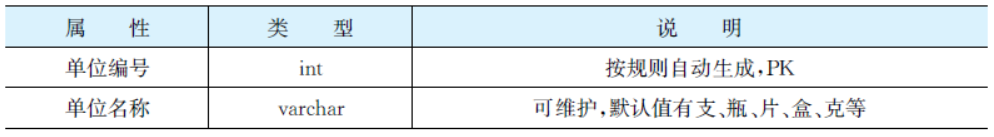 属 性 类 型 说 明
单位编号 int 按规则自动生成,PK
单位名称 varchar 可维护,默认值有支、瓶、片、盒、克等